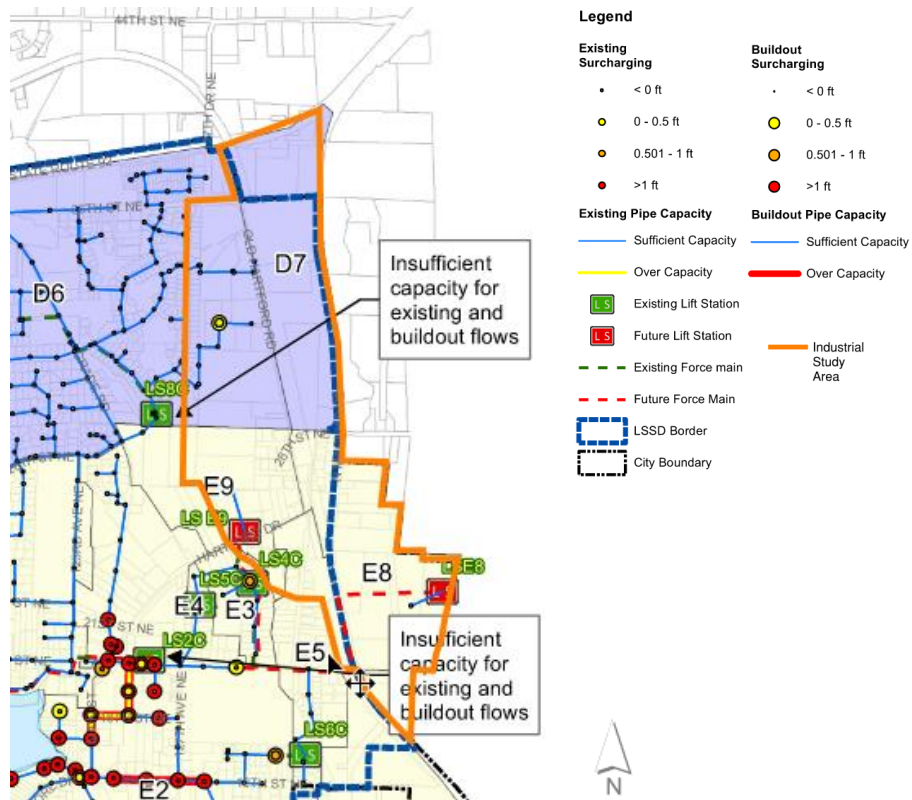 44TH ST NE
D7
D6
Insufficient
capacity for
existing and
buildout flows
LS8C
L S
E9
L S
LS4C
LS5C
E8
L S
E4
E3
LS2C
E5
Insufficient
capacity for
existing and
buildout flows
LS6C
L S
E2
Legend
Existing
Surcharging
< 0 ft
0 - 0.5 ft
0.501 - 1 ft
>1 ft
Buildout
Surcharging
< 0 ft
0 - 0.5 ft
0.501 - 1 ft
>1 ft
Existing Pipe Capacity
Sufficient Capacity
Over Capacity
L S Existing Lift Station
L S Future Lift Station
Existing Force main
Future Force Main
LSSD Border
City Boundary
Buildout Pipe Capacity
Sufficient Capacity
Over Capacity
Industrial
Study
Area
N